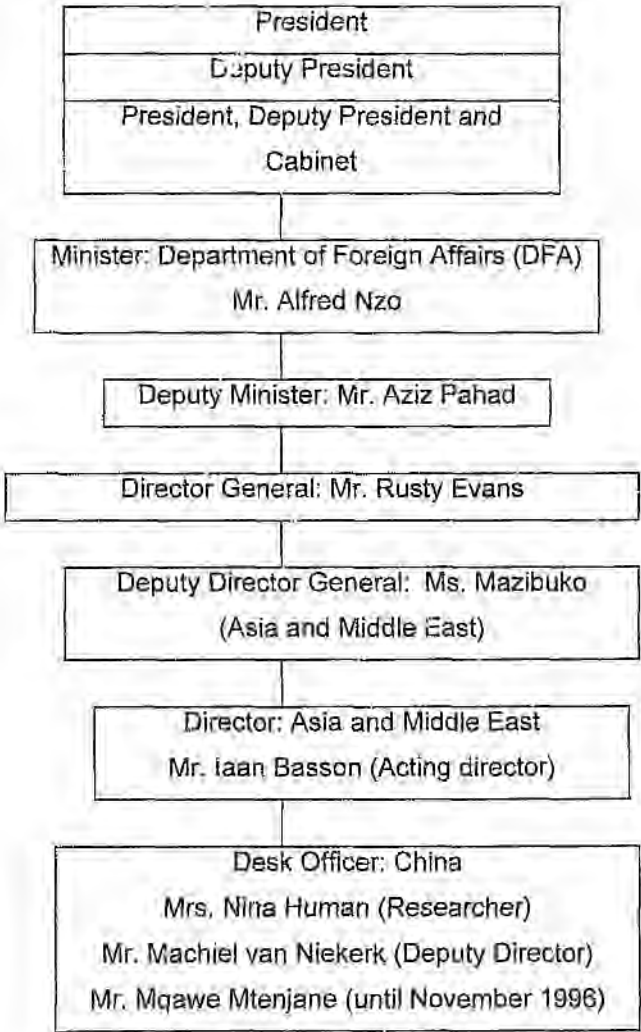 President
Deputy President
President, Deputy President and
Cabinet
Minister: Department of Foreign Affairs (DFA)
Mr. Alfred Nzo
Deputy Minister: Mr. Aziz Pahad
Director General: Mr. Rusty Evans
Deputy Director General: Ms. Mazibuko
(Asia and Middle East)
Director: Asia and Middle East
Mr. Iaan Basson (Acting director)
Desk Officer: China
Mrs. Nina Human (Researcher)
Mr. Machiel van Niekerk (Deputy Director)
Mr. Mqawe Mtenjane (until November 1996)